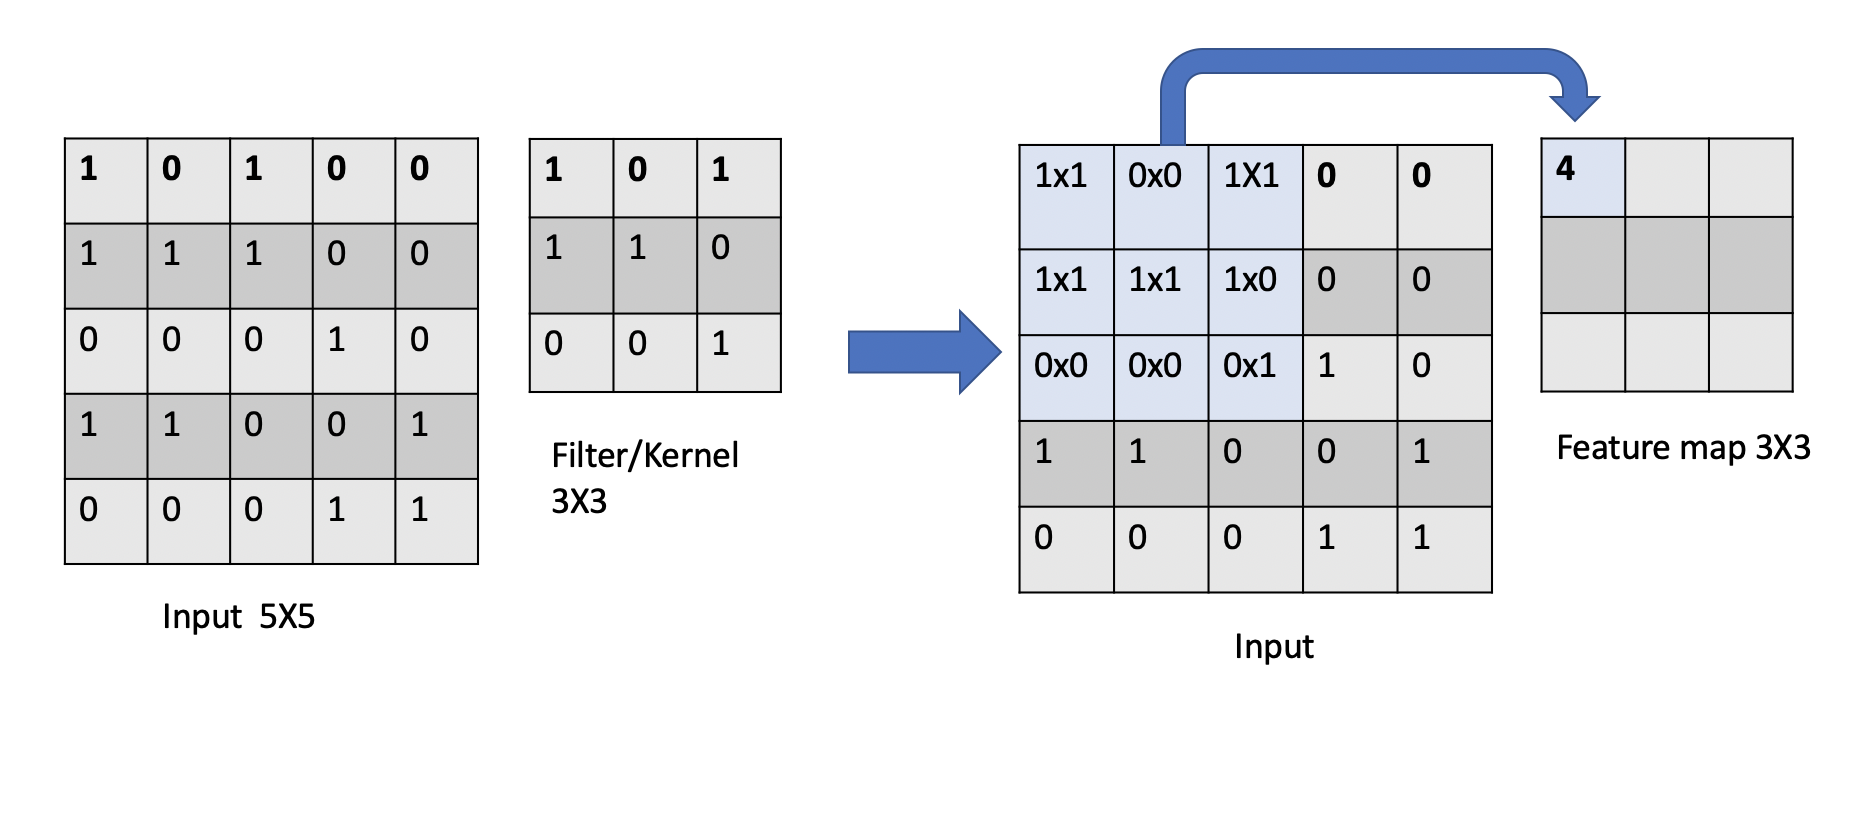 1 0 1 0 0
1 1 1 0 0
0 0 0 1 0
1 1 0 0 1
0 0 0 1 1
Input 5X5
1 0 1
1 1 0
0 0 1
Filter/Kernel
3X3
1x1 0x0 1X1 0 0
1x1 1x1 1x0 0 0
0x0 0x0 0x1 1 0
1 1 0 0 1
0 0 0 1 1
Input
4
Feature map 3X3